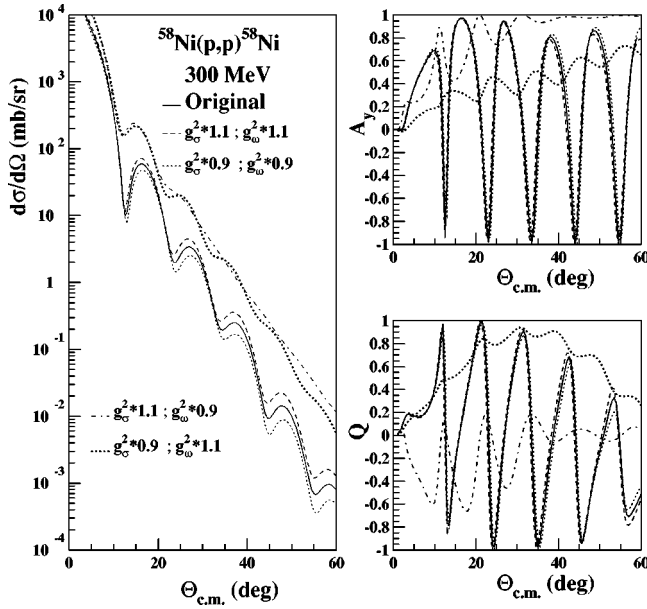 ⁵⁸Ni(p,p)⁵⁸Ni
300 MeV
Original
g²σ*1.1 ; g²ω*1.1
g²σ*0.9 ; g²ω*0.9
g²σ*1.1 ; g²ω*0.9
g²σ*0.9 ; g²ω*1.1
dσ/dΩ (mb/sr)
10⁴
10³
10²
10
1
10⁻¹
10⁻²
10⁻³
10⁻⁴
0 20 40 60
Θc.m. (deg)
A_y
1
0.8
0.6
0.4
0.2
0
-0.2
-0.4
-0.6
-0.8
-1
0 20 40 60
Θc.m. (deg)
Q
1
0.8
0.6
0.4
0.2
0
-0.2
-0.4
-0.6
-0.8
-1
0 20 40 60
Θc.m. (deg)